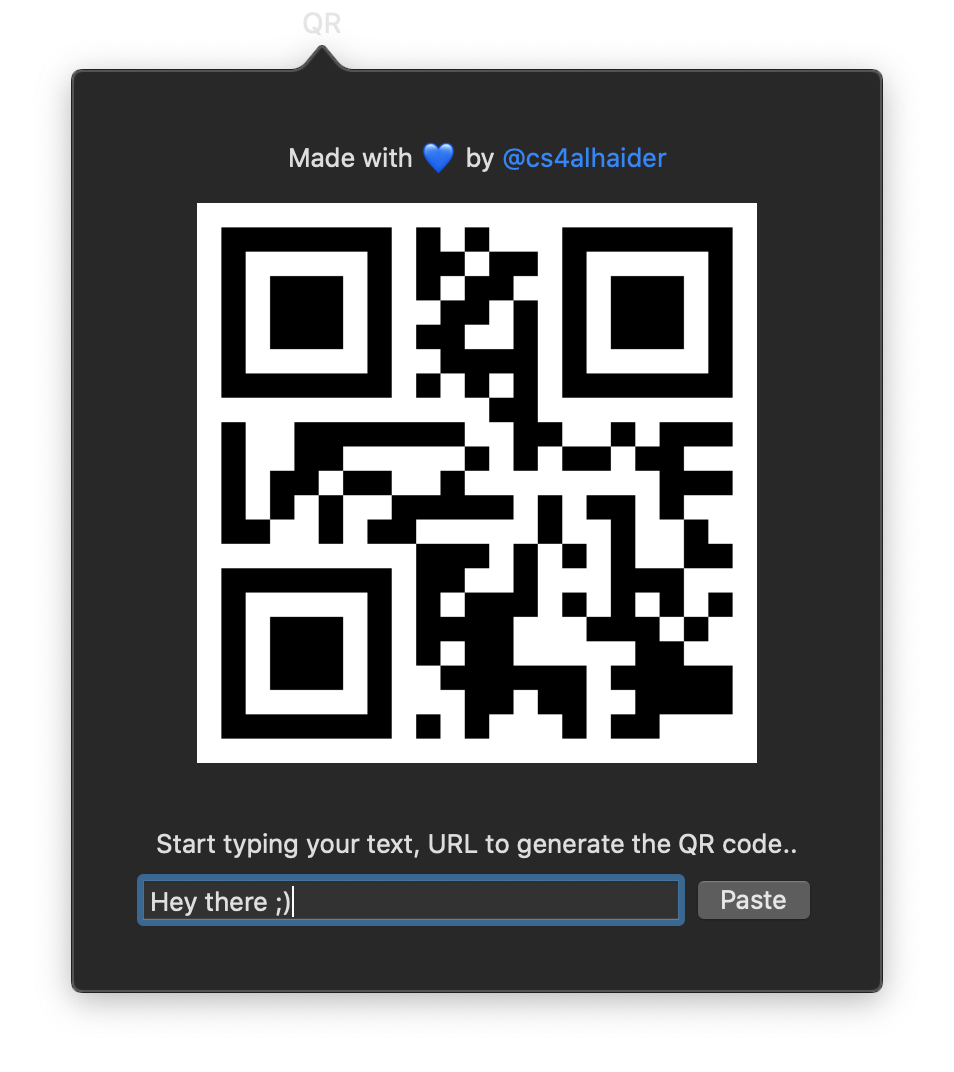 QR
Made with 💙 by @cs4alhaider
Start typing your text, URL to generate the QR code..
Hey there ;)
Paste